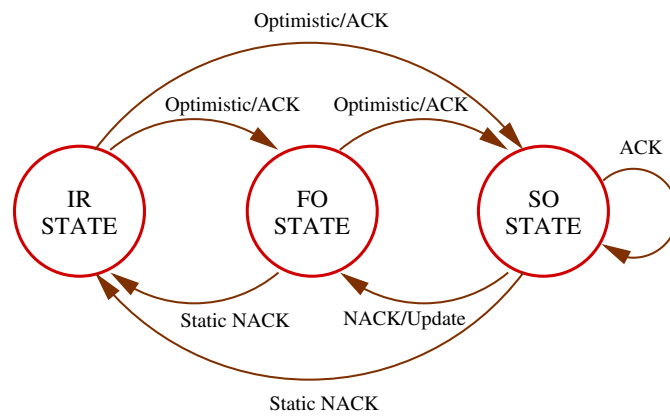 Optimistic/ACK
Optimistic/ACK
Optimistic/ACK
ACK
IR
STATE
FO
STATE
SO
STATE
Static NACK
NACK/Update
Static NACK